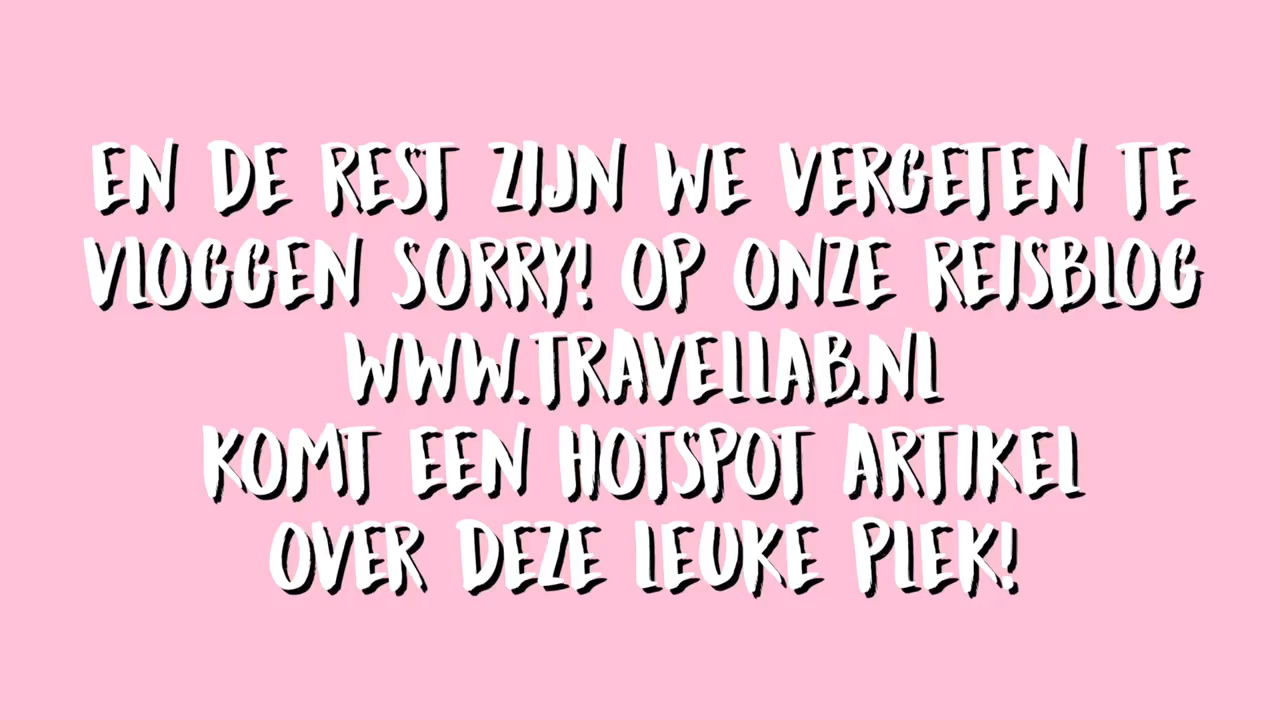 EN DE REST ZIJN WE VERGETEN TE
VLOGGEN SORRY! OP ONZE REISBLOG
WWW.TRAVELLAB.NL
KOMT EEN HOTSPOT ARTIKEL
OVER DEZE LEUKE PLEK!